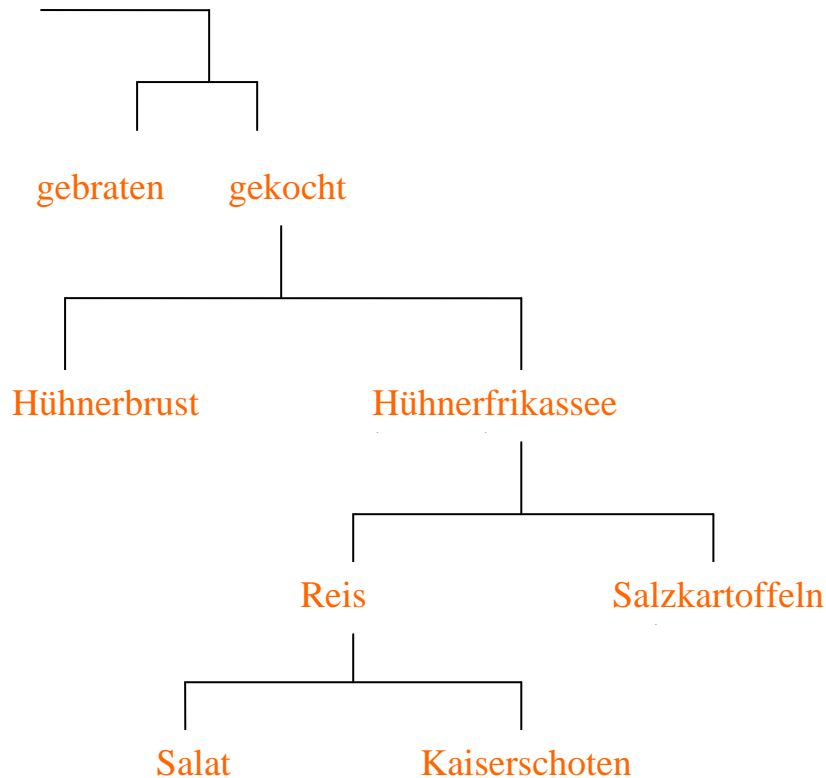 gebraten gekocht
Hühnerbrust Hühnerfrikassee
Reis Salzkartoffeln
Salat Kaiserschoten